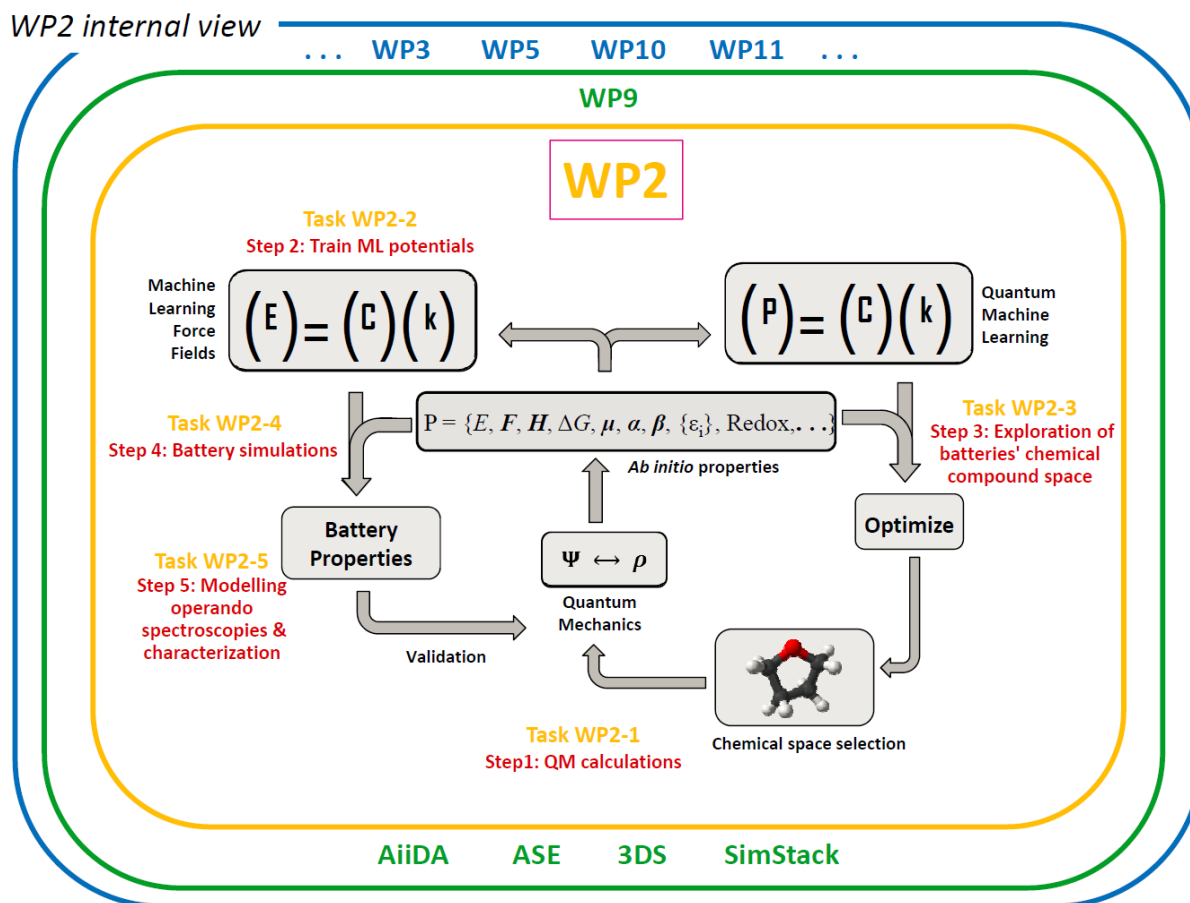 WP2 internal view
. . . WP3 WP5 WP10 WP11 . . .
WP9
WP2
Task WP2-2
Step 2: Train ML potentials
Machine
Learning
Force
Fields
(E)=(C)(k)
(P)=(C)(k)
Quantum
Machine
Learning
Task WP2-4
Step 4: Battery simulations
P = {E, F, H, ΔG, μ, α, β, {εi}, Redox,...}
Ab initio properties
Task WP2-3
Step 3: Exploration of
batteries' chemical
compound space
Battery
Properties
Optimize
Task WP2-5
Step 5: Modelling
operando
spectroscopies &
characterization
Ψ ↔ ρ
Quantum
Mechanics
Validation
Task WP2-1
Step1: QM calculations
Chemical space selection
AiiDA ASE 3DS SimStack